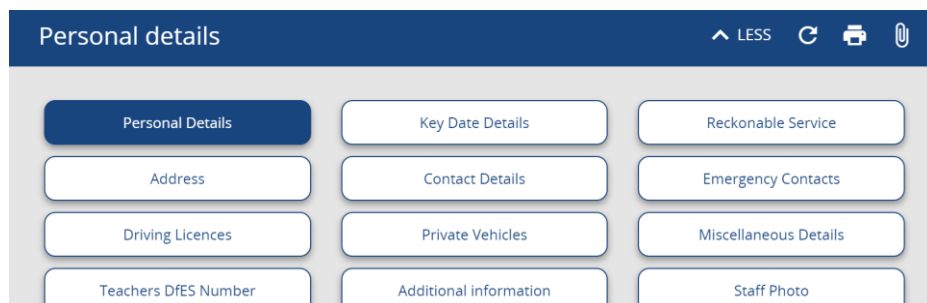 Personal details LESS
Personal Details Key Date Details Reckonable Service
Address Contact Details Emergency Contacts
Driving Licences Private Vehicles Miscellaneous Details
Teachers DfES Number Additional information Staff Photo